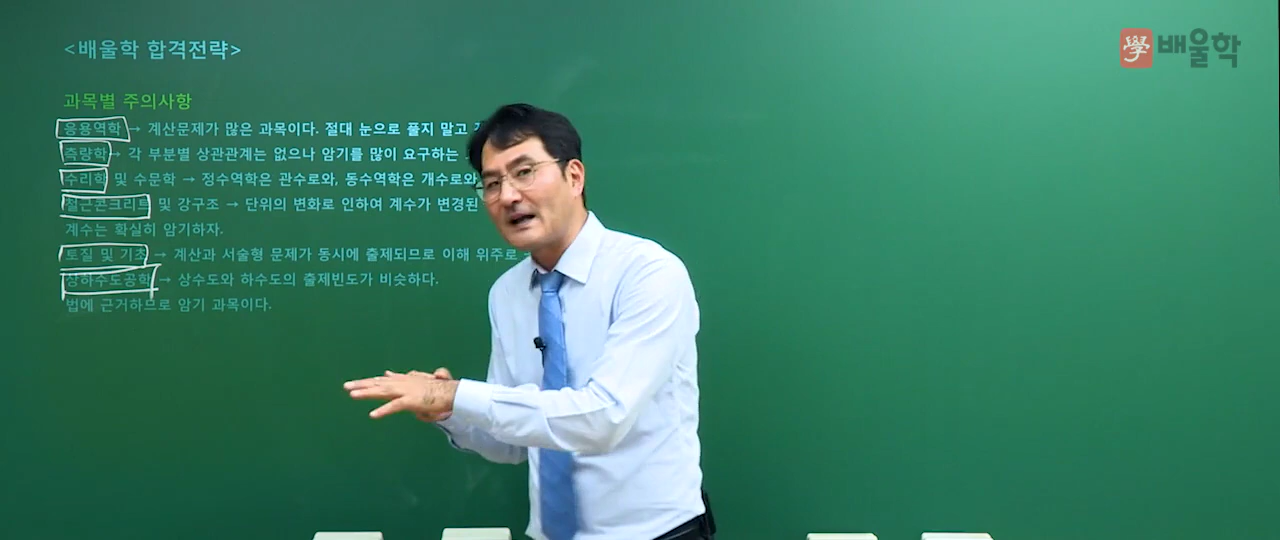 <배울학 합격전략>
學 배울학
과목별 주의사항
응용역학 → 계산문제가 많은 과목이다. 절대 눈으로 풀지 말고
측량학 → 각 부분별 상관관계는 없으나 암기를 많이 요구하는
수리학 및 수문학 → 정수역학은 관수로와, 동수역학은 개수로와
철근콘크리트 및 강구조 → 단위의 변화로 인하여 계수가 변경된
계수는 확실히 암기하자.
토질 및 기초 → 계산과 서술형 문제가 동시에 출제되므로 이해 위주로
상하수도공학 → 상수도와 하수도의 출제빈도가 비슷하다.
법에 근거하므로 암기 과목이다.